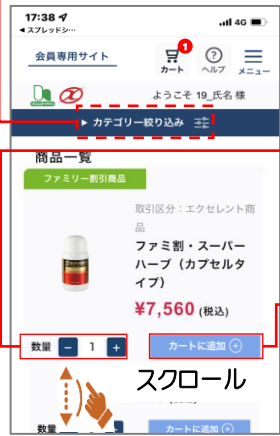 17:38
4G
◀ スプレッドシ…
会員専用サイト
1
カート
ヘルプ
メニュー
ようこそ 19_氏名 様
▶ カテゴリー絞り込み
商品一覧
ファミリー割引商品
取引区分：エクセレント商
品
ファミ割・スーパー
ハーブ（カプセルタ
イプ）
¥7,560 (税込)
数量 − 1 +
カートに追加
スクロール
数量
カートに追加